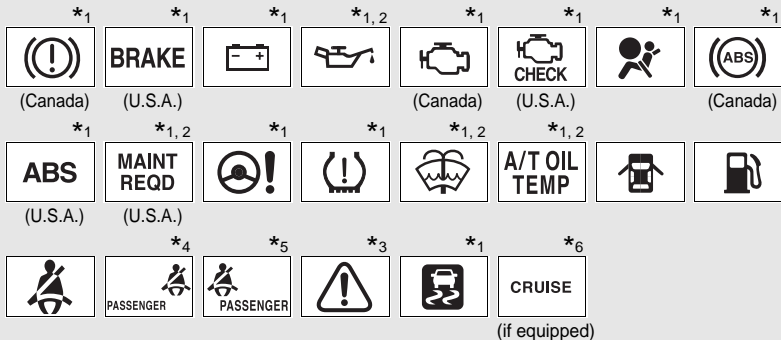 *1 *1 *1 *1, 2 *1 *1 *1 *1
BRAKE - + CHECK ABS
(Canada) (U.S.A.) (Canada) (U.S.A.) (Canada)
*1 *1, 2 *1 *1 *1, 2 *1, 2
ABS MAINT REQD ! ! A/T OIL TEMP
(U.S.A.) (U.S.A.)
*4 *5 *3 *1 *6
PASSENGER PASSENGER ! CRUISE
(if equipped)